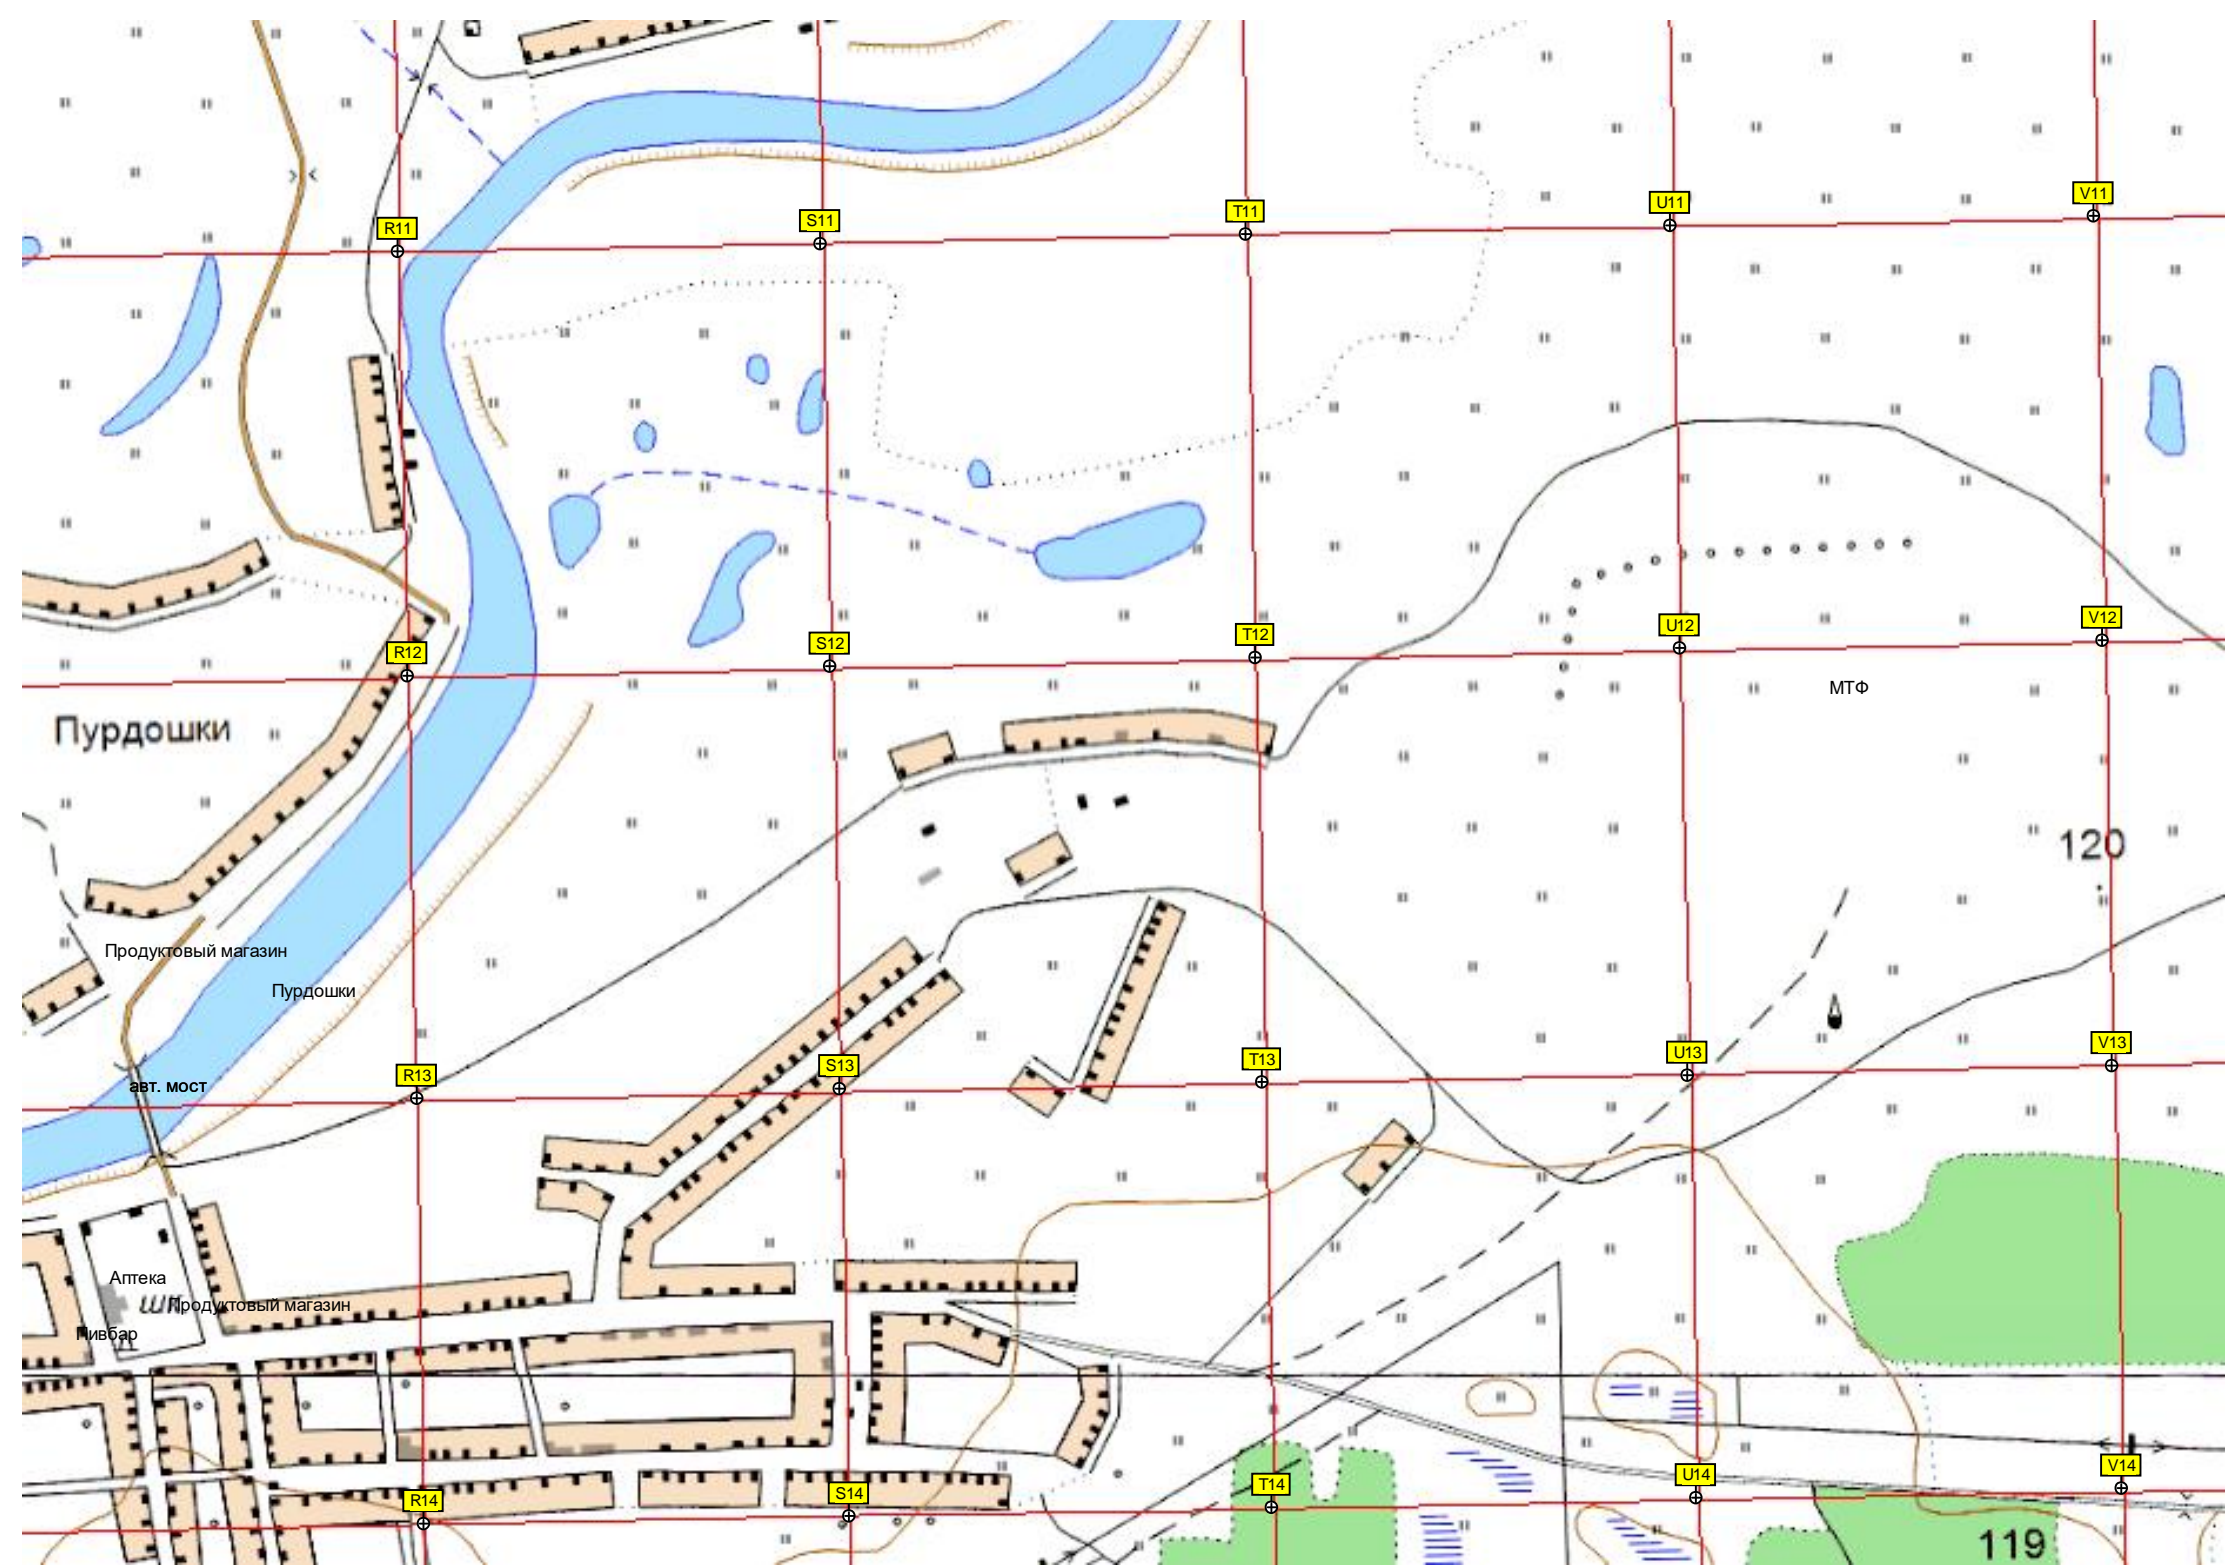 R11
S11
T11
U11
V11
R12
S12
T12
U12
V12
МТФ
Пурдошки
120
Продуктовый магазин
Пурдошки
R13
S13
T13
U13
V13
авт. мост
Аптека
шк.
Продуктовый магазин
Пивбар
R14
S14
T14
U14
V14
119